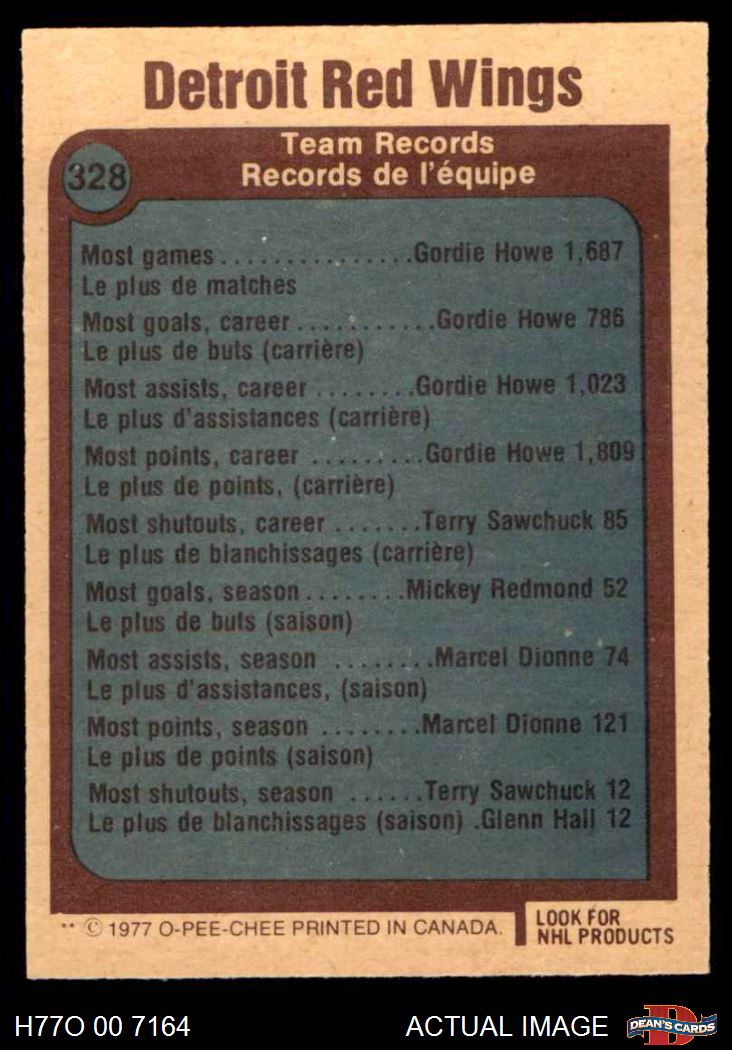 Detroit Red Wings
328
Team Records
Records de l'équipe
Most games...............Gordie Howe 1,687
Le plus de matches
Most goals, career...........Gordie Howe 786
Le plus de buts (carrière)
Most assists, career ........Gordie Howe 1,023
Le plus d'assistances (carrière)
Most points, career .........Gordie Howe 1,809
Le plus de points, (carrière)
Most shutouts, career .......Terry Sawchuck 85
Le plus de blanchissages (carrière)
Most goals, season........Mickey Redmond 52
Le plus de buts (saison)
Most assists, season ........Marcel Dionne 74
Le plus d'assistances, (saison)
Most points, season ........Marcel Dionne 121
Le plus de points (saison)
Most shutouts, season ......Terry Sawchuck 12
Le plus de blanchissages (saison) .Glenn Hall 12
** © 1977 O-PEE-CHEE PRINTED IN CANADA.
LOOK FOR
NHL PRODUCTS
H77O 00 7164
ACTUAL IMAGE
D
DEAN'S CARDS